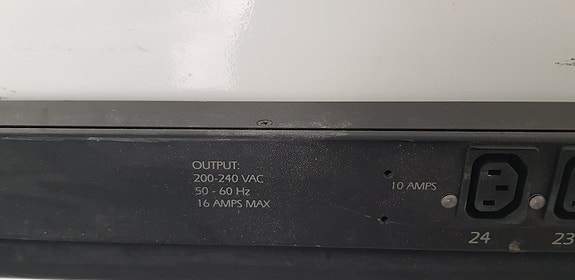 OUTPUT:
200-240 VAC
50 - 60 Hz
16 AMPS MAX
10 AMPS
24
23